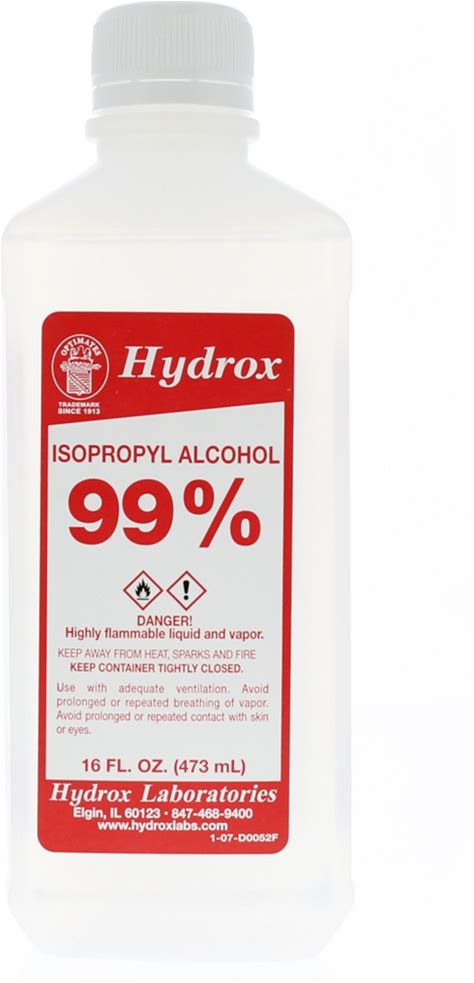 OPTIMATES
TRADEMARK
SINCE 1913
Hydrox
ISOPROPYL ALCOHOL
99%
DANGER!
Highly flammable liquid and vapor.
KEEP AWAY FROM HEAT, SPARKS AND FIRE
KEEP CONTAINER TIGHTLY CLOSED.
Use with adequate ventilation. Avoid
prolonged or repeated breathing of vapor.
Avoid prolonged or repeated contact with skin
or eyes.
16 FL. OZ. (473 mL)
Hydrox Laboratories
Elgin, IL 60123 • 847-468-9400
www.hydroxlabs.com
1-07-D0052F